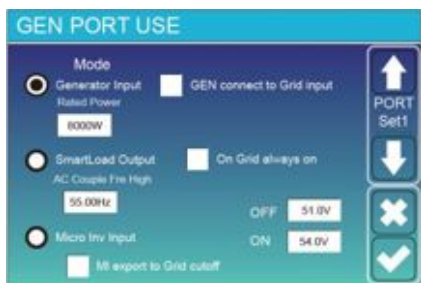 GEN PORT USE
Mode
Generator Input
GEN connect to Grid input
Rated Power
8000W
PORT
Set1
SmartLoad Output
On Grid always on
AC Couple Fre High
55.00Hz
OFF 51.0V
Micro Inv Input
ON 54.0V
MI export to Grid cutoff